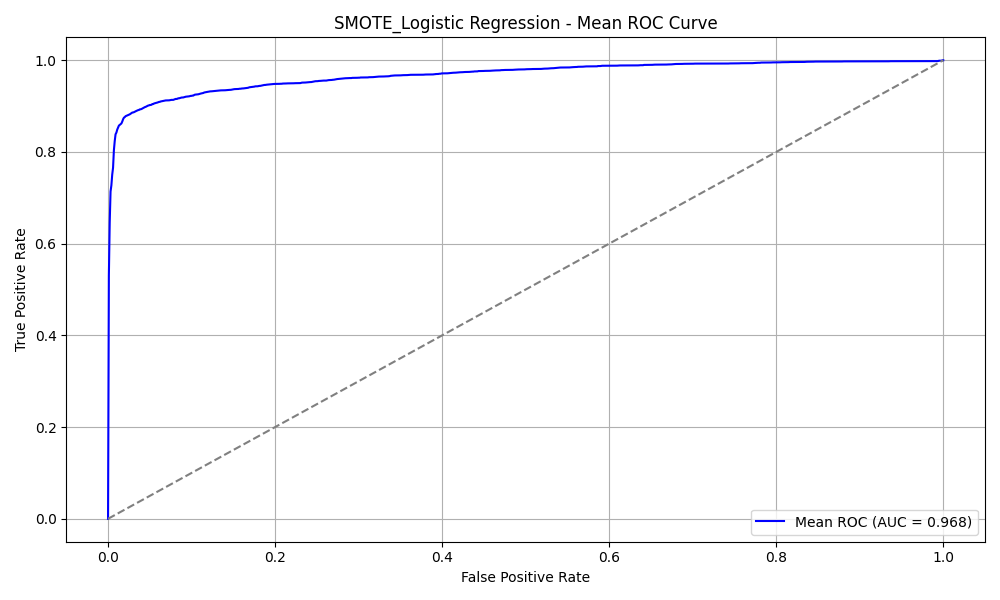 SMOTE_Logistic Regression - Mean ROC Curve
True Positive Rate
1.0
0.8
0.6
0.4
0.2
0.0
0.0 0.2 0.4 0.6 0.8 1.0
False Positive Rate
Mean ROC (AUC = 0.968)